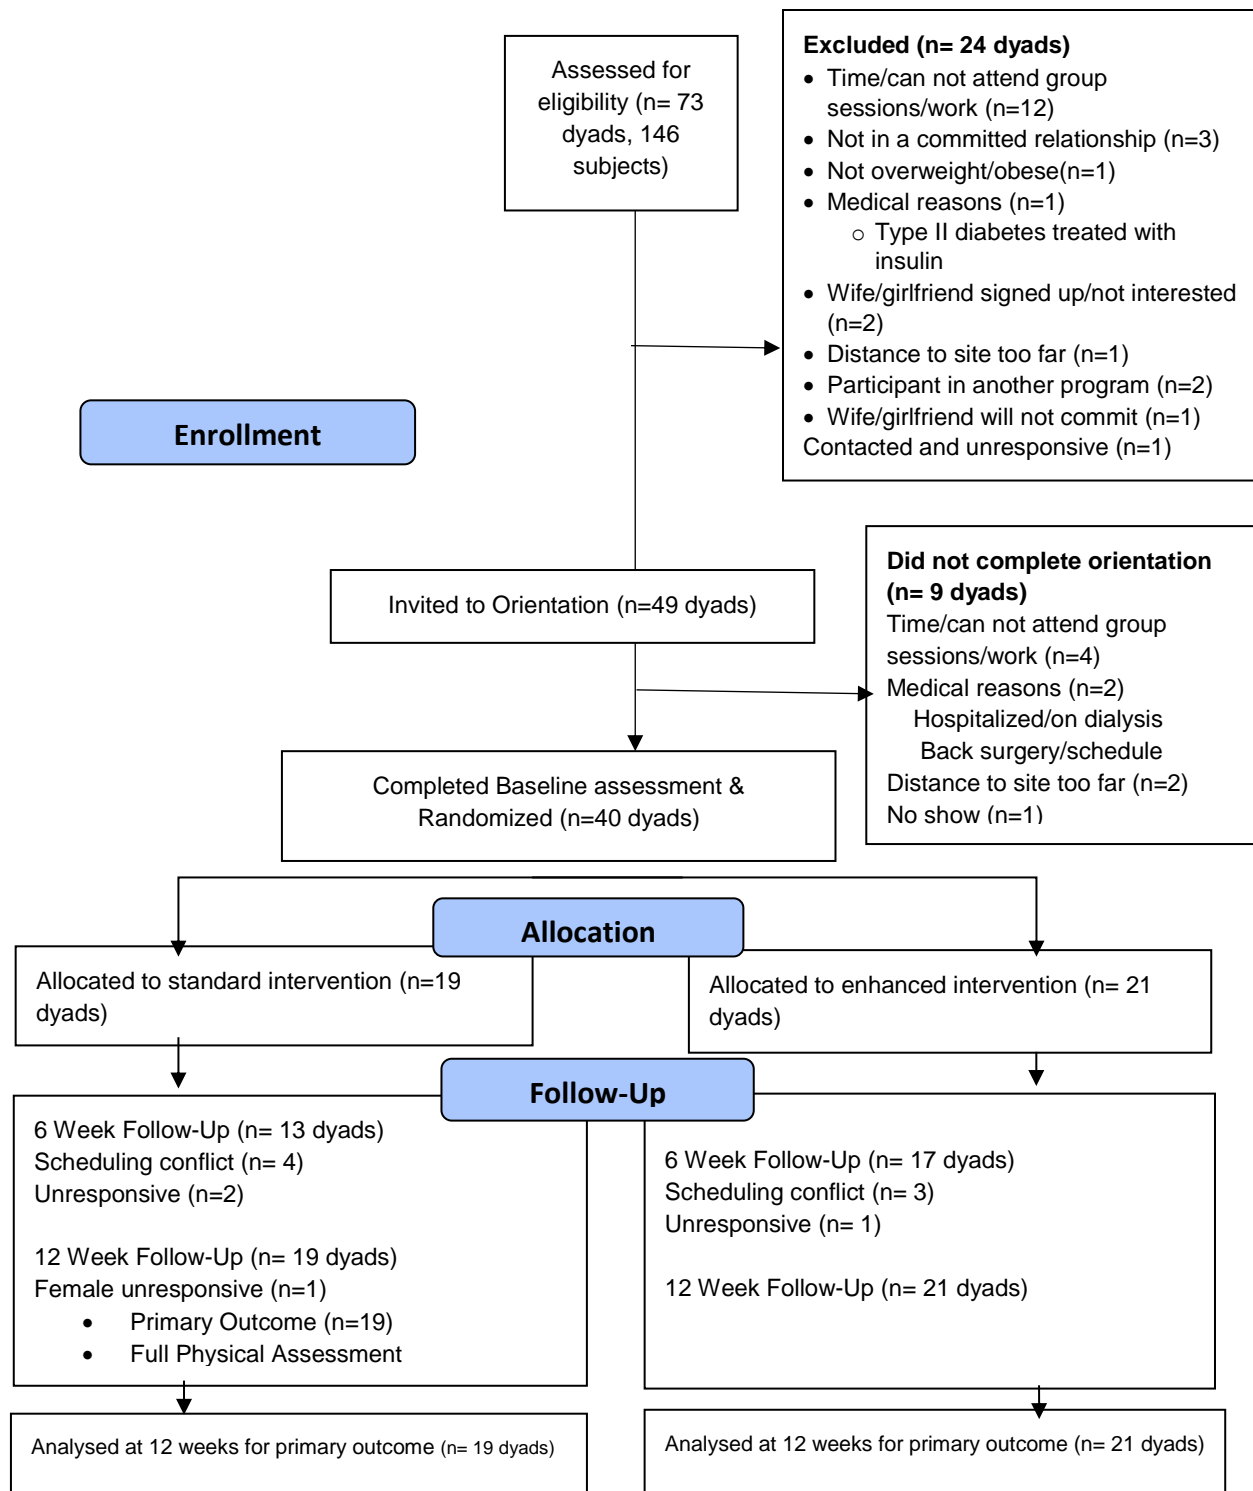 Assessed for
eligibility (n= 73
dyads, 146
subjects)
Excluded (n= 24 dyads)
• Time/can not attend group
sessions/work (n=12)
• Not in a committed relationship (n=3)
• Not overweight/obese(n=1)
• Medical reasons (n=1)
o Type II diabetes treated with
insulin
• Wife/girlfriend signed up/not interested
(n=2)
• Distance to site too far (n=1)
• Participant in another program (n=2)
• Wife/girlfriend will not commit (n=1)
Contacted and unresponsive (n=1)
Enrollment
Invited to Orientation (n=49 dyads)
Did not complete orientation
(n= 9 dyads)
Time/can not attend group
sessions/work (n=4)
Medical reasons (n=2)
Hospitalized/on dialysis
Back surgery/schedule
Distance to site too far (n=2)
No show (n=1)
Completed Baseline assessment &
Randomized (n=40 dyads)
Allocation
Allocated to standard intervention (n=19
dyads)
Allocated to enhanced intervention (n= 21
dyads)
Follow-Up
6 Week Follow-Up (n= 13 dyads)
Scheduling conflict (n= 4)
Unresponsive (n=2)
12 Week Follow-Up (n= 19 dyads)
Female unresponsive (n=1)
• Primary Outcome (n=19)
• Full Physical Assessment
6 Week Follow-Up (n= 17 dyads)
Scheduling conflict (n= 3)
Unresponsive (n= 1)
12 Week Follow-Up (n= 21 dyads)
Analysed at 12 weeks for primary outcome (n= 19 dyads)
Analysed at 12 weeks for primary outcome (n= 21 dyads)